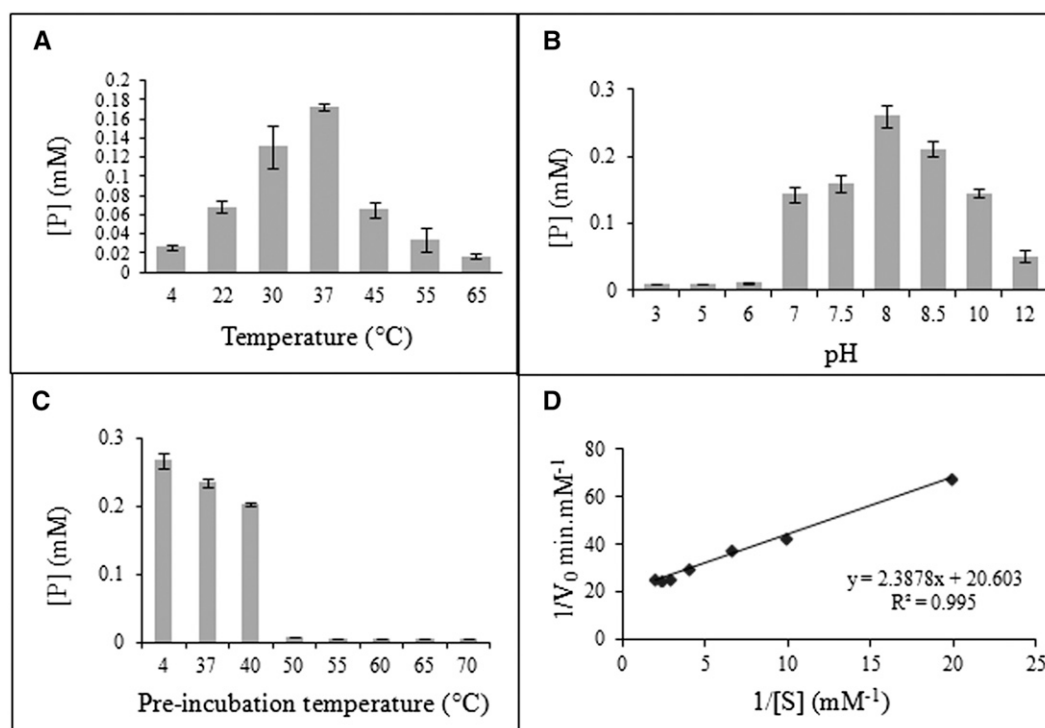 A
[P] (mM)
0.2
0.18
0.16
0.14
0.12
0.1
0.08
0.06
0.04
0.02
0
4 22 30 37 45 55 65
Temperature (°C)
B
[P] (mM)
0.3
0.2
0.1
0
3 5 6 7 7.5 8 8.5 10 12
pH
C
[P] (mM)
0.3
0.2
0.1
0
4 37 40 50 55 60 65 70
Pre-incubation temperature (°C)
D
1/V₀ min.mM⁻¹
80
60
40
20
0
y = 2.3878x + 20.603
R² = 0.995
0 5 10 15 20 25
1/[S] (mM⁻¹)